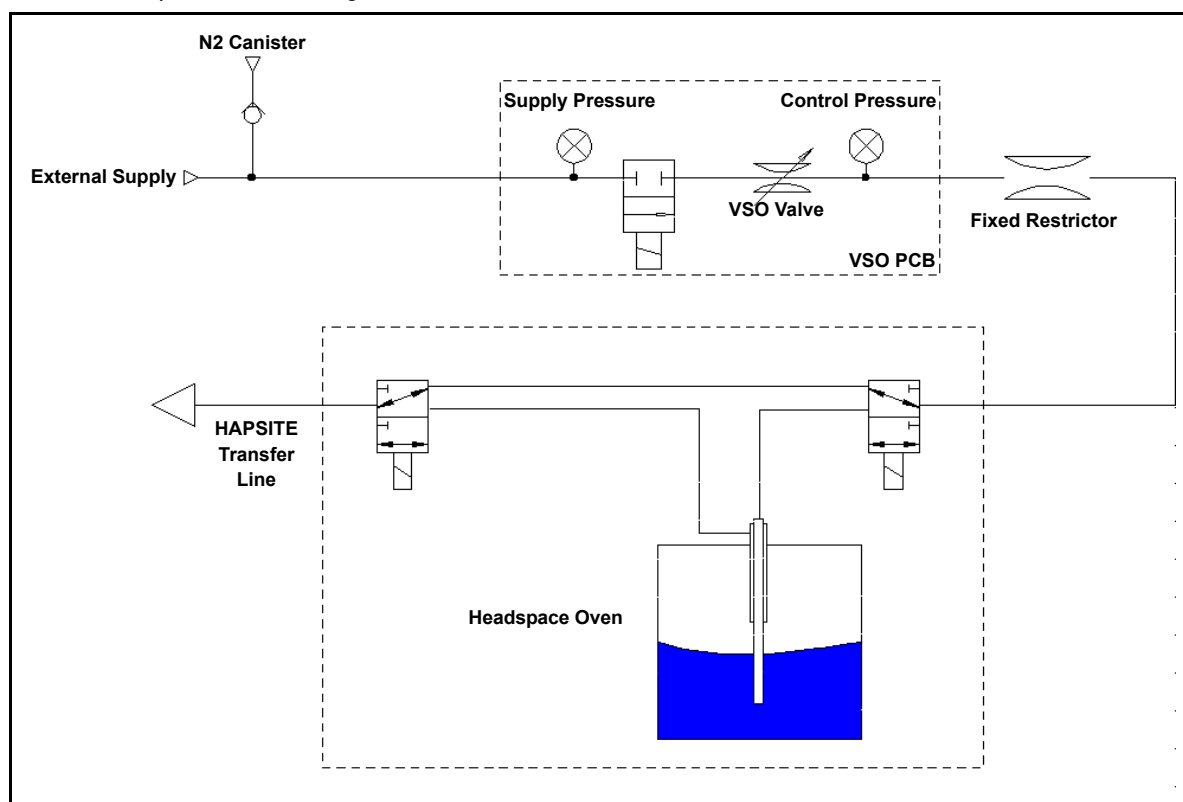 N2 Canister
Supply Pressure
Control Pressure
External Supply
VSO Valve
Fixed Restrictor
VSO PCB
HAPSITE
Transfer
Line
Headspace Oven